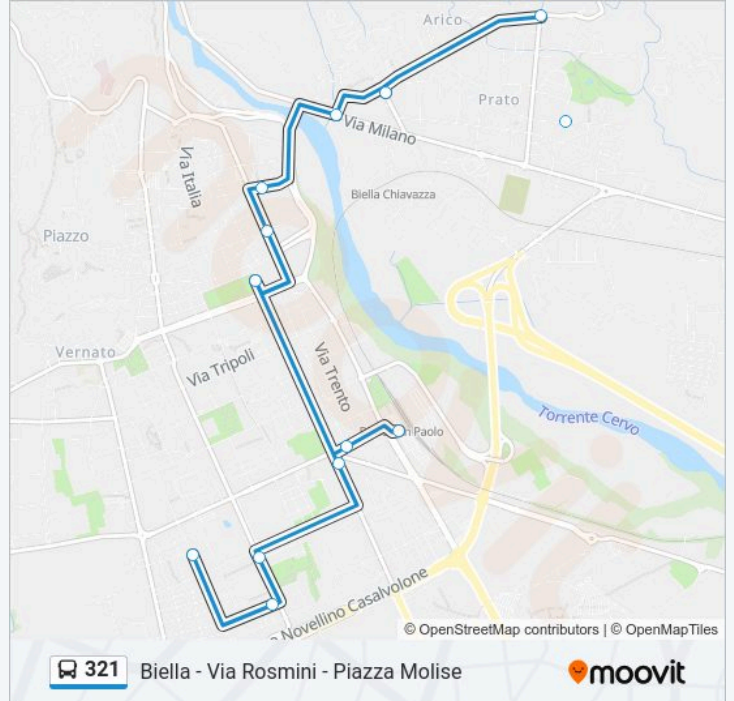 Arico
Prato
Via Milano
Via Italia
Biella Chiavazza
Piazzo
Vernato
Via Tripoli
Via Trento
Torrente Cervo
n Paolo
Novellino Casalvolone
© OpenStreetMap contributors | © OpenMapTiles
321 Biella - Via Rosmini - Piazza Molise
moovit